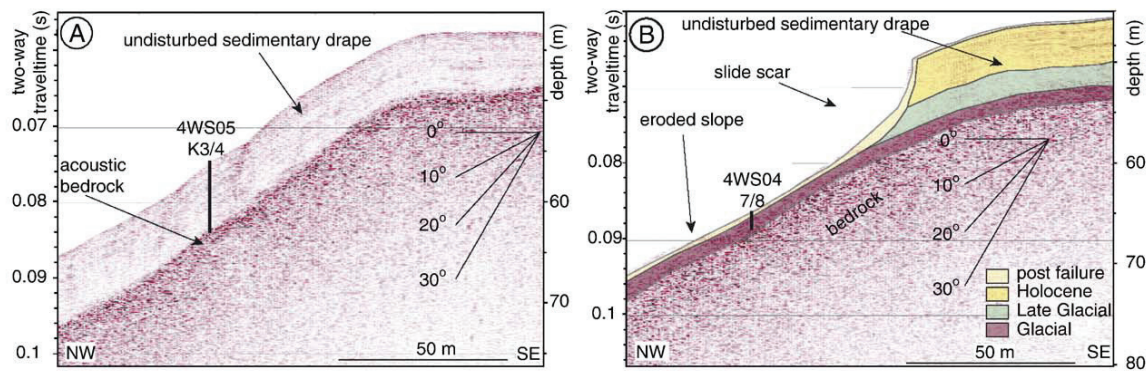 A
undisturbed sedimentary drape
two-way
traveltime (s)
0.07
0.08
0.09
0.1
4WS05
K3/4
acoustic
bedrock
0°
10°
20°
30°
depth (m)
60
70
NW
50 m
SE
B
undisturbed sedimentary drape
two-way
traveltime (s)
slide scar
eroded slope
0.08
0.09
0.1
4WS04
7/8
bedrock
0°
10°
20°
30°
post failure
Holocene
Late Glacial
Glacial
depth (m)
60
70
80
NW
50 m
SE